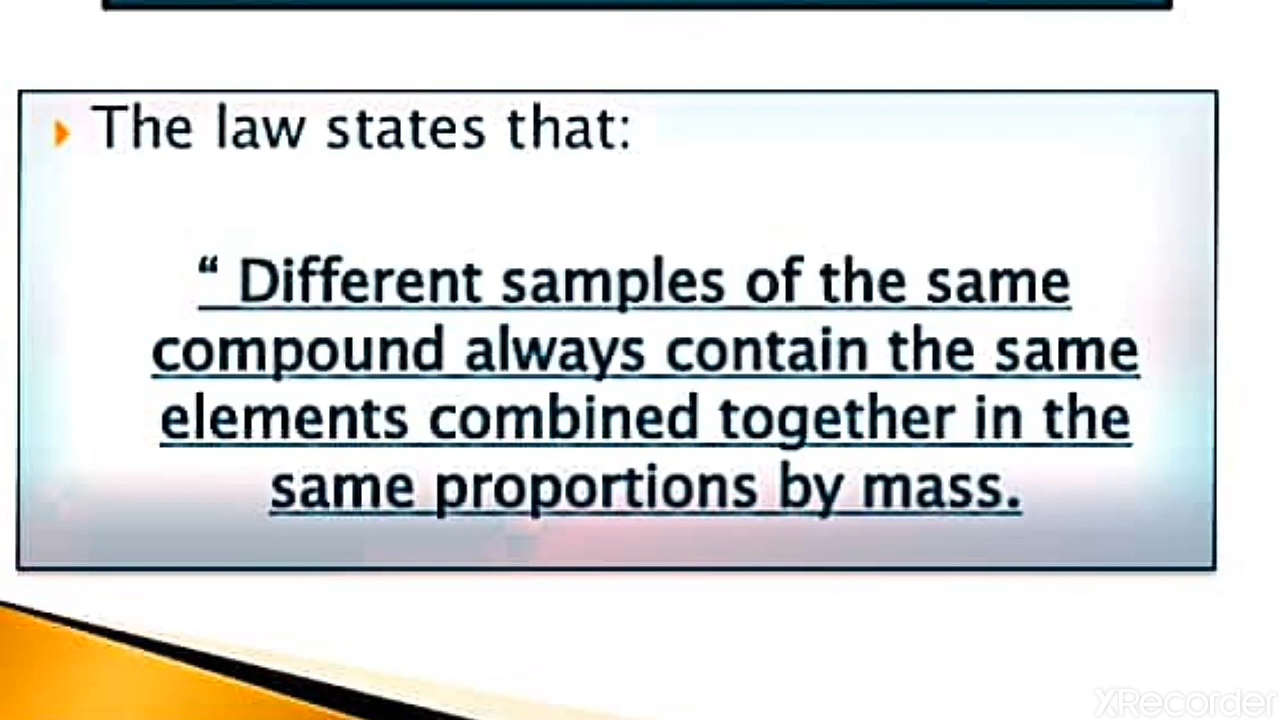 The law states that:
“ Different samples of the same
compound always contain the same
elements combined together in the
same proportions by mass.
XRecorder